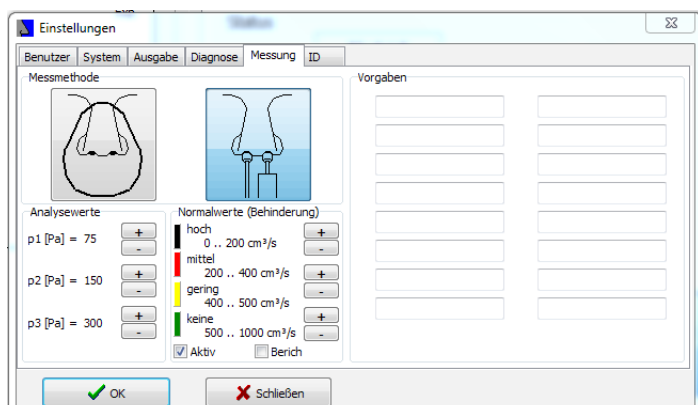 Einstellungen
Benutzer System Ausgabe Diagnose Messung ID
Messmethode
Vorgaben
Analysewerte
p1 [Pa] = 75
+
-
p2 [Pa] = 150
+
-
p3 [Pa] = 300
+
-
Normalwerte (Behinderung)
hoch
0 .. 200 cm³/s
+
-
mittel
200 .. 400 cm³/s
+
-
gering
400 .. 500 cm³/s
keine
500 .. 1000 cm³/s
+
-
Aktiv Berich
OK Schließen